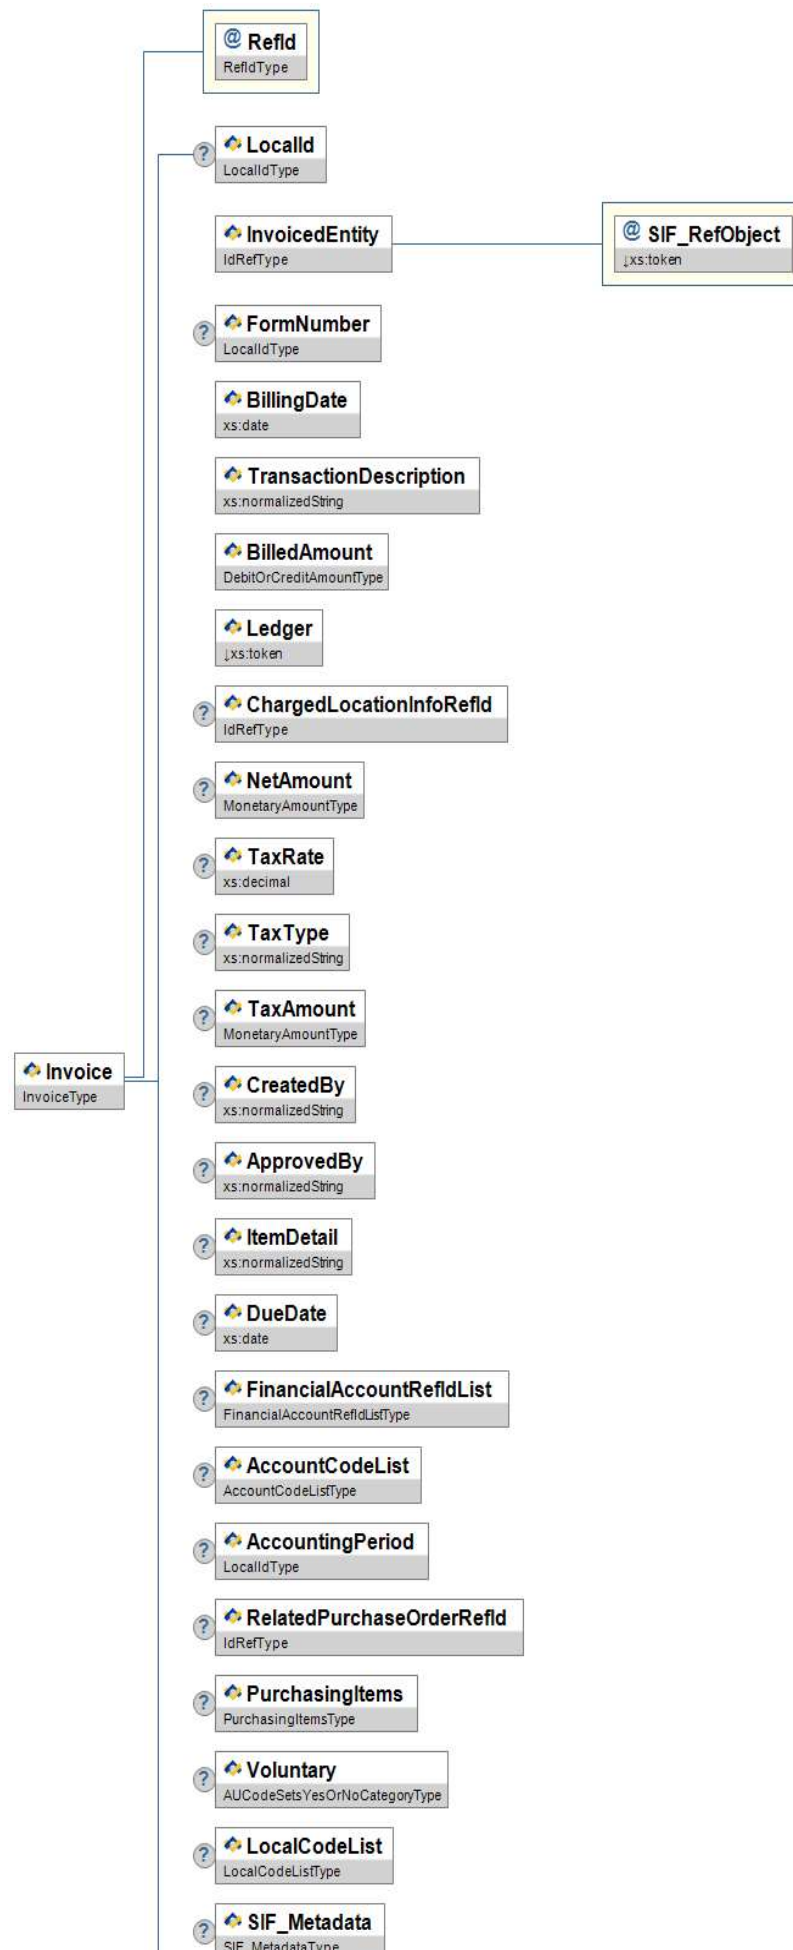 @ RefId
RefIdType
? LocalId
LocalIdType
InvoicedEntity
IdRefType
@ SIF_RefObject
↓xs:token
? FormNumber
LocalIdType
BillingDate
xs:date
TransactionDescription
xs:normalizedString
BilledAmount
DebitOrCreditAmountType
Ledger
↓xs:token
? ChargedLocationInfoRefId
IdRefType
? NetAmount
MonetaryAmountType
? TaxRate
xs:decimal
? TaxType
xs:normalizedString
? TaxAmount
MonetaryAmountType
Invoice
InvoiceType
? CreatedBy
xs:normalizedString
? ApprovedBy
xs:normalizedString
? ItemDetail
xs:normalizedString
? DueDate
xs:date
? FinancialAccountRefIdList
FinancialAccountRefIdListType
? AccountCodeList
AccountCodeListType
? AccountingPeriod
LocalIdType
? RelatedPurchaseOrderRefId
IdRefType
? PurchasingItems
PurchasingItemsType
? Voluntary
AUCodeSetsYesOrNoCategoryType
? LocalCodeList
LocalCodeListType
? SIF_Metadata
SIF_MetadataType